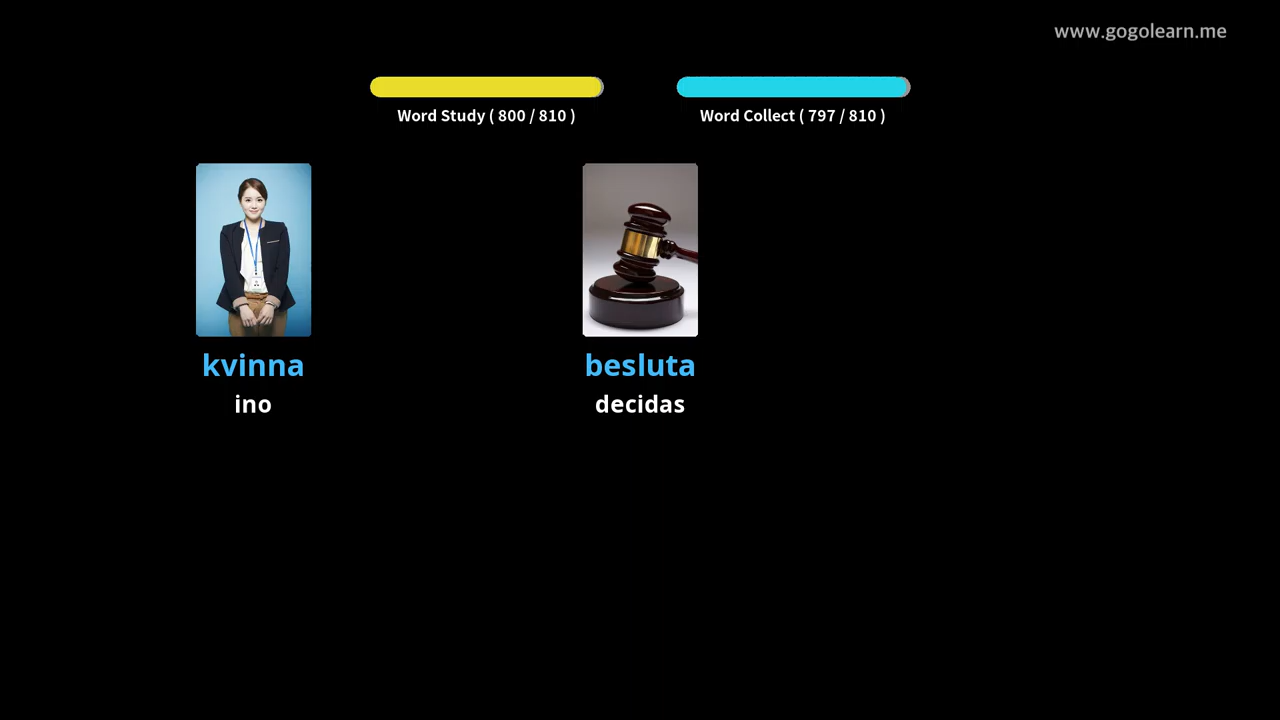 www.gogolearn.me
Word Study ( 800 / 810 )
Word Collect ( 797 / 810 )
kvinna
ino
besluta
decidas